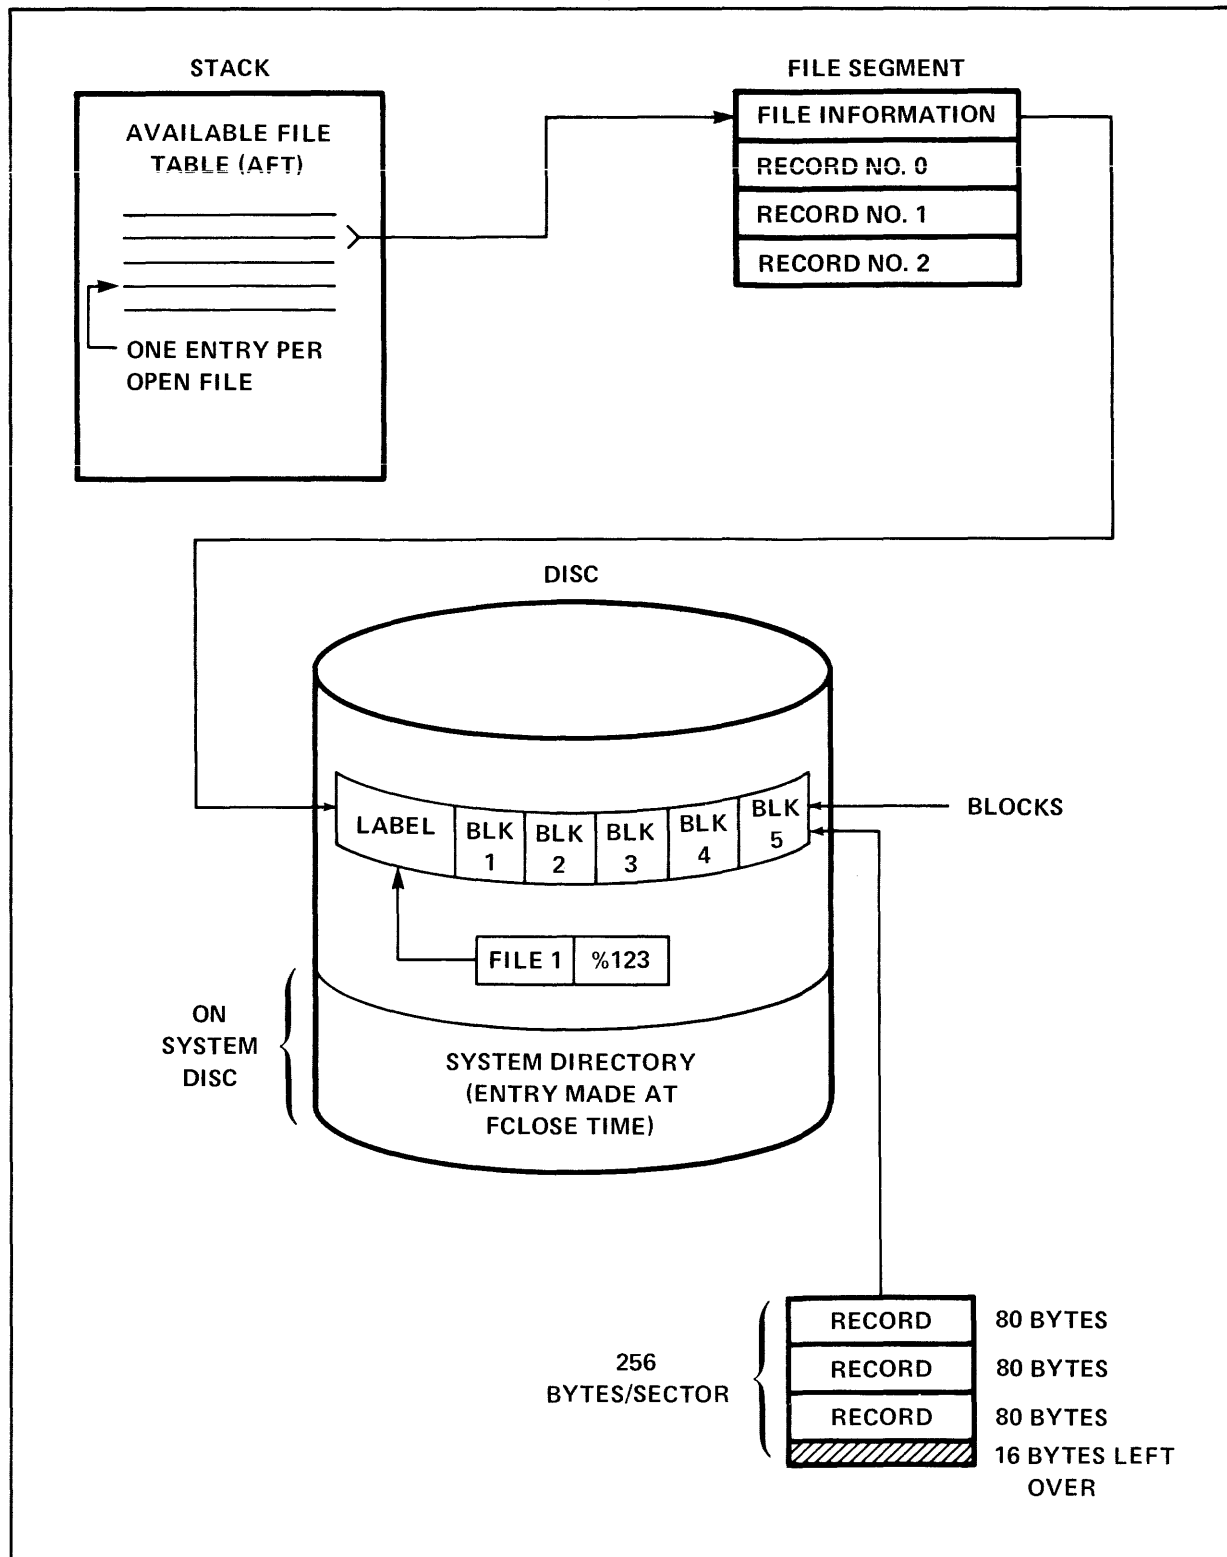 STACK
AVAILABLE FILE
TABLE (AFT)
ONE ENTRY PER
OPEN FILE
FILE SEGMENT
FILE INFORMATION
RECORD NO. 0
RECORD NO. 1
RECORD NO. 2
DISC
LABEL
BLK
1
BLK
2
BLK
3
BLK
4
BLK
5
BLOCKS
FILE 1
%123
ON
SYSTEM
DISC
SYSTEM DIRECTORY
(ENTRY MADE AT
FCLOSE TIME)
256
BYTES/SECTOR
RECORD
80 BYTES
RECORD
80 BYTES
RECORD
80 BYTES
16 BYTES LEFT
OVER